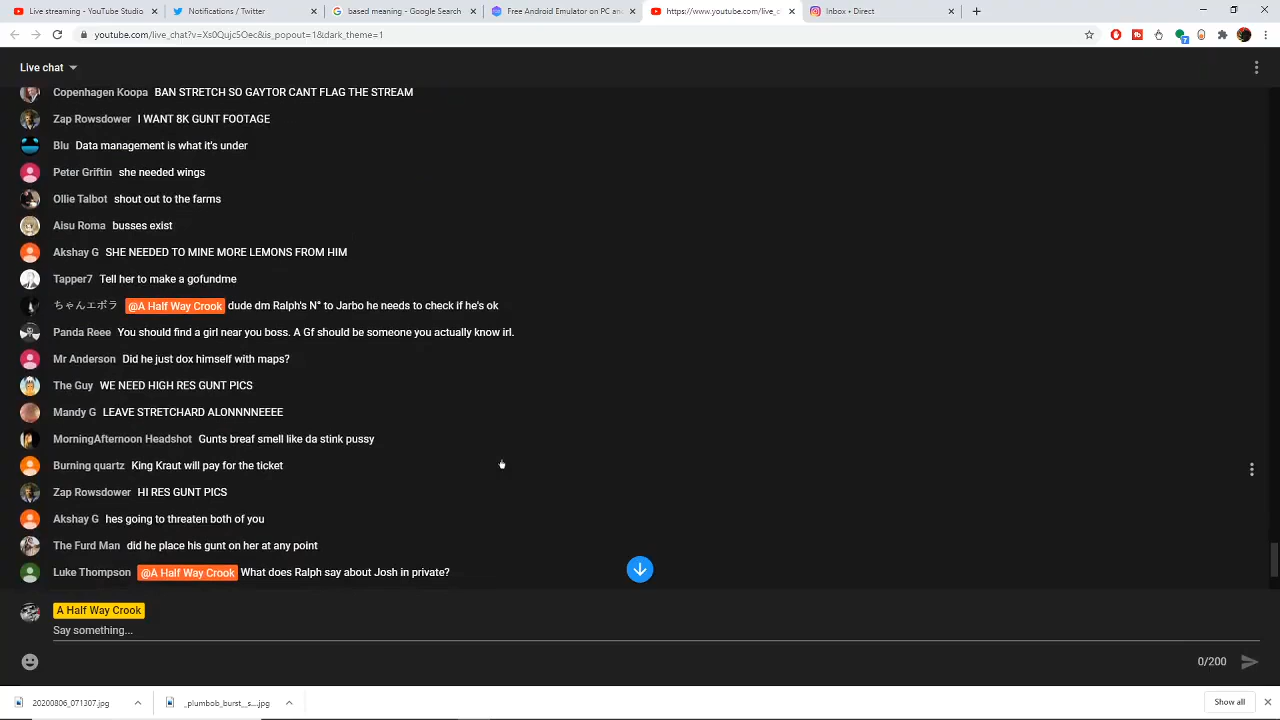 Live streaming - YouTube Studio
Notifications / Twitter
based meaning - Google Search
Free Android Emulator on PC an
https://www.youtube.com/live_c
Inbox • Direct
youtube.com/live_chat?v=Xs0Qujc5Oec&is_popout=1&dark_theme=1
Live chat
Copenhagen Koopa BAN STRETCH SO GAYTOR CANT FLAG THE STREAM
Zap Rowsdower I WANT 8K GUNT FOOTAGE
Blu Data management is what it's under
Peter Griftin she needed wings
Ollie Talbot shout out to the farms
Aisu Roma busses exist
Akshay G SHE NEEDED TO MINE MORE LEMONS FROM HIM
Tapper7 Tell her to make a gofundme
ちゃんエボラ @A Half Way Crook dude dm Ralph's N° to Jarbo he needs to check if he's ok
Panda Reee You should find a girl near you boss. A Gf should be someone you actually know irl.
Mr Anderson Did he just dox himself with maps?
The Guy WE NEED HIGH RES GUNT PICS
Mandy G LEAVE STRETCHARD ALONNNNEEEE
MorningAfternoon Headshot Gunts breaf smell like da stink pussy
Burning quartz King Kraut will pay for the ticket
Zap Rowsdower HI RES GUNT PICS
Akshay G hes going to threaten both of you
The Furd Man did he place his gunt on her at any point
Luke Thompson @A Half Way Crook What does Ralph say about Josh in private?
A Half Way Crook
Say something...
0/200
20200806_071307.jpg
_plumbob_burst__s....jpg
Show all